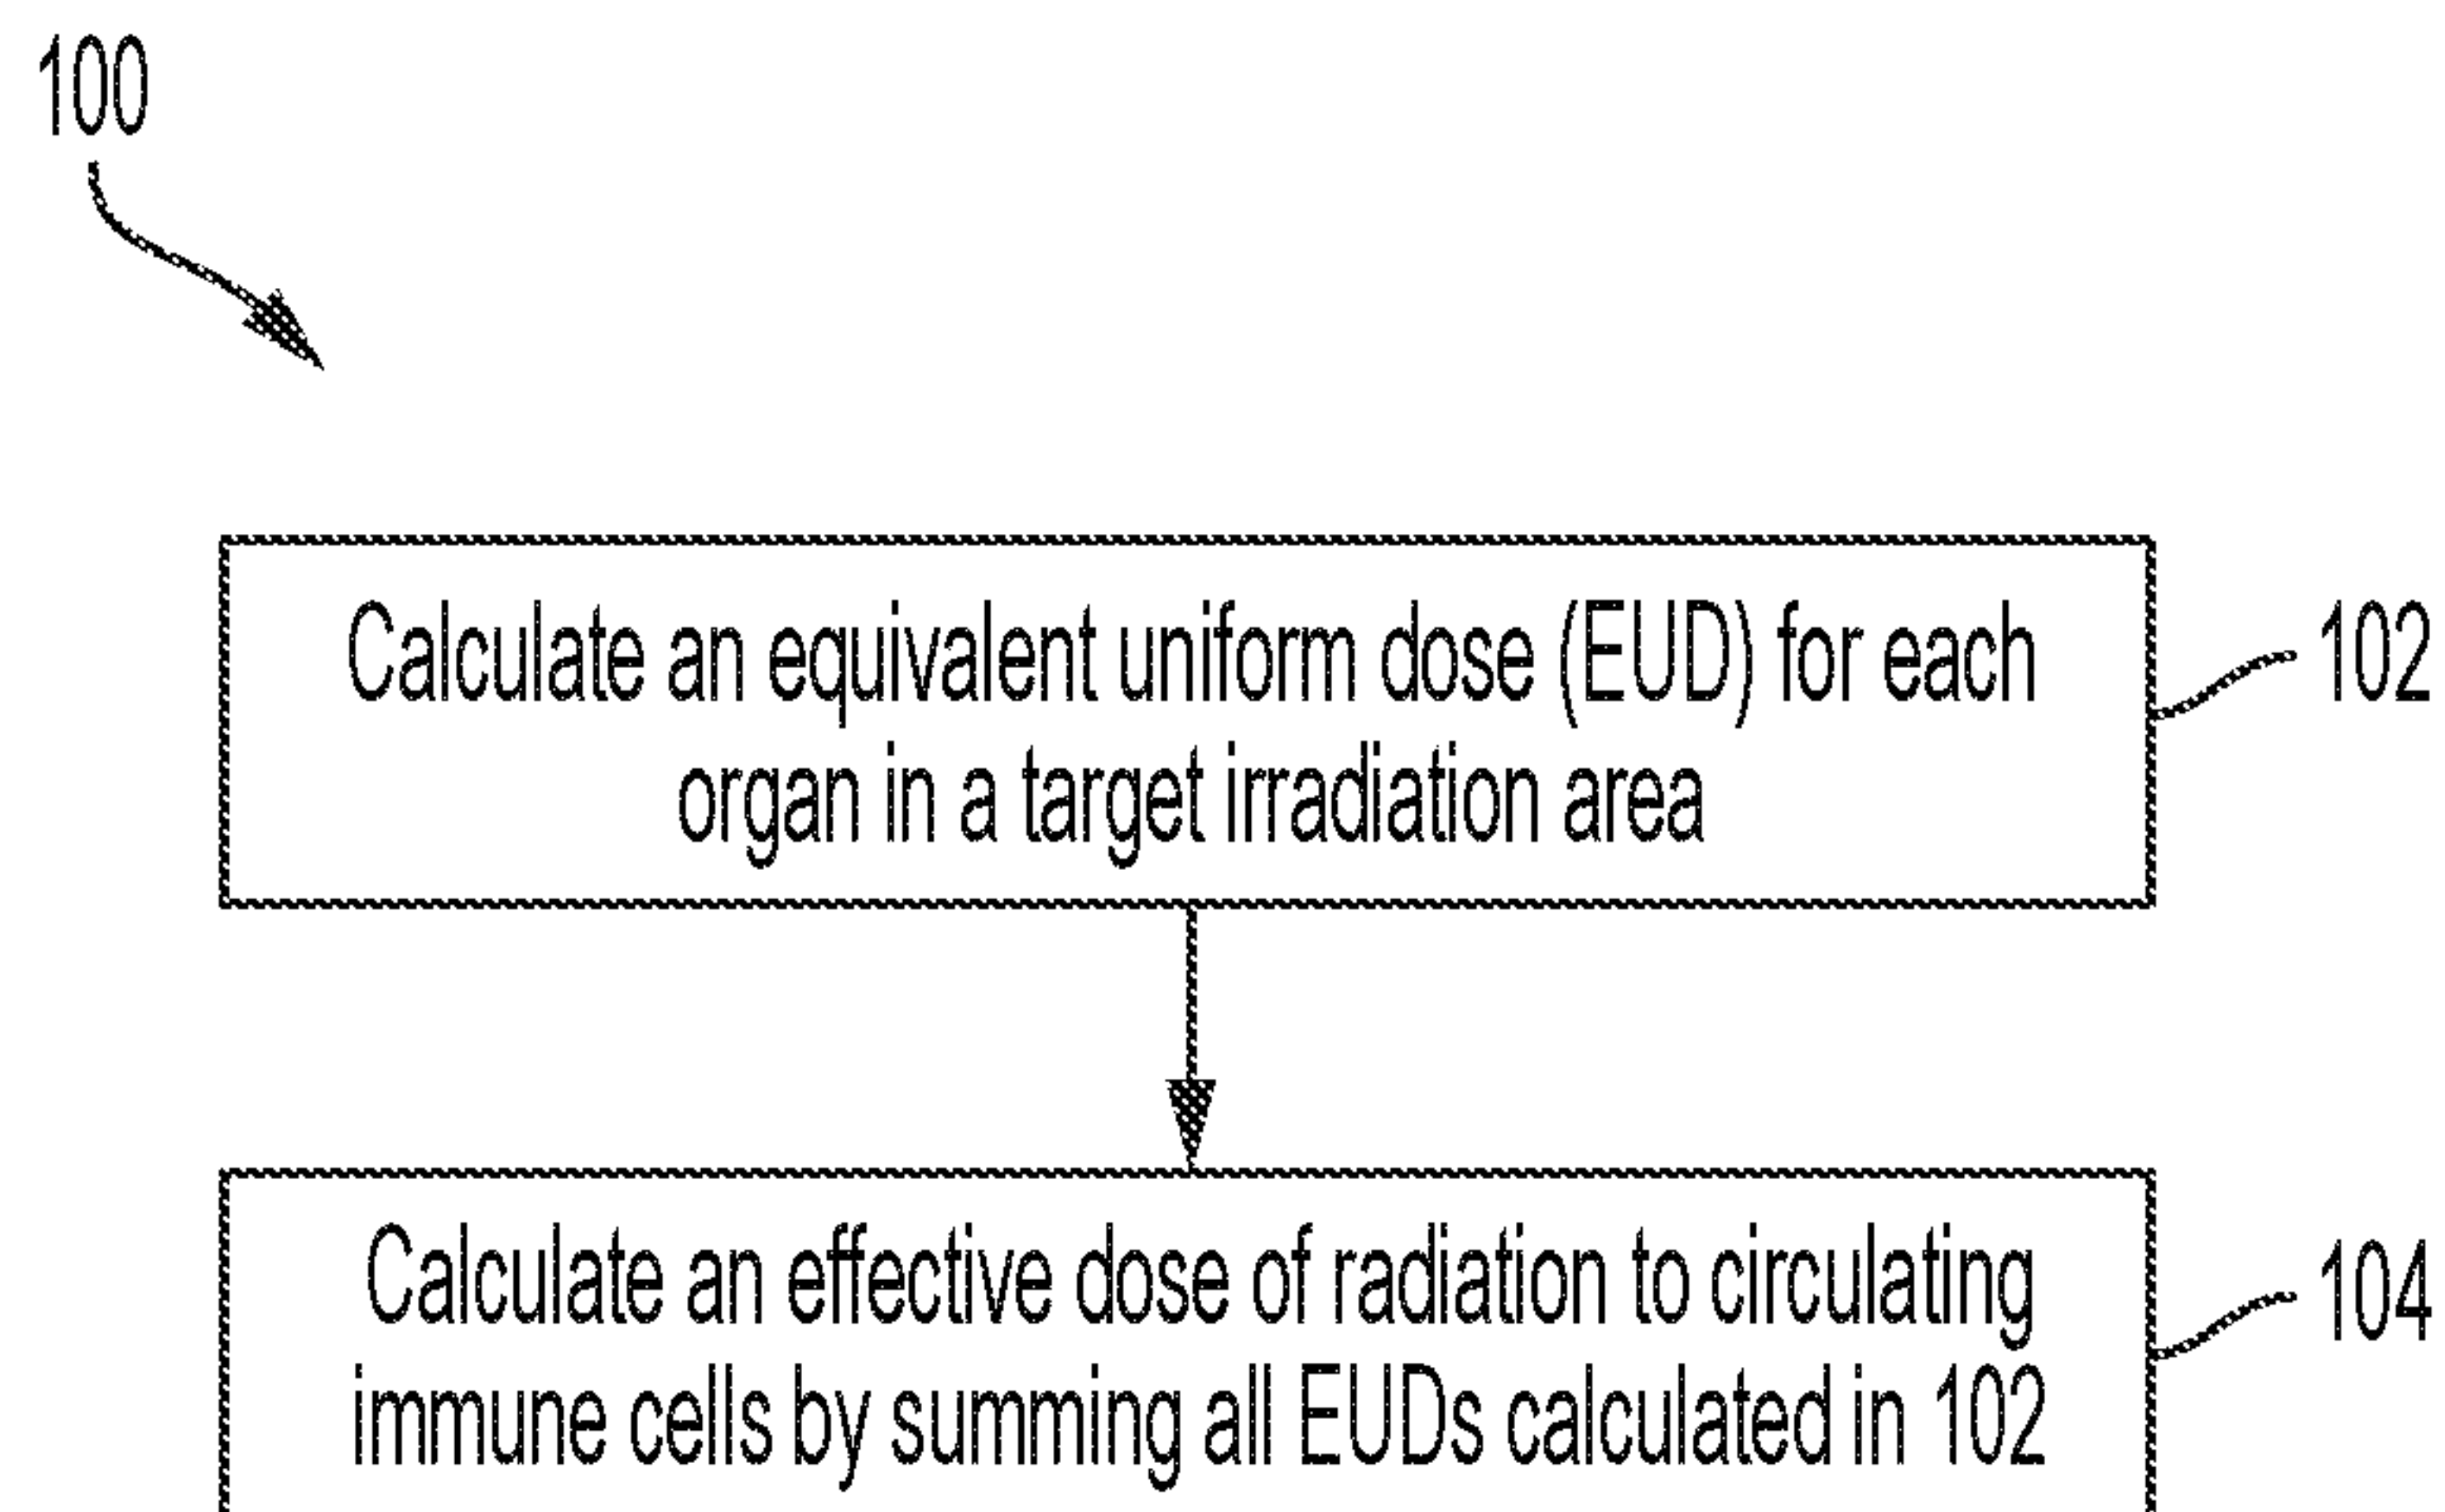 100
Calculate an equivalent uniform dose (EUD) for each
organ in a target irradiation area
102
Calculate an effective dose of radiation to circulating
immune cells by summing all EUDs calculated in 102
104